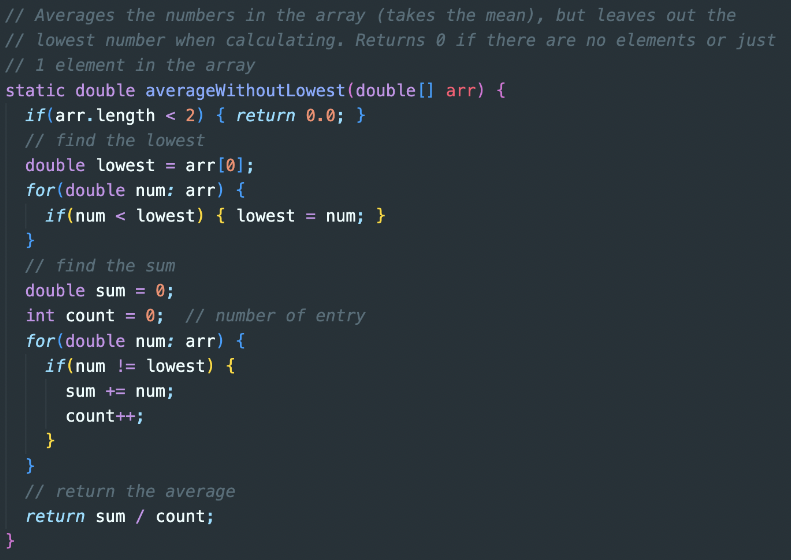 // Averages the numbers in the array (takes the mean), but leaves out the
// lowest number when calculating. Returns 0 if there are no elements or just
// 1 element in the array
static double averageWithoutLowest(double[] arr) {
  if(arr.length < 2) { return 0.0; }
  // find the lowest
  double lowest = arr[0];
  for(double num: arr) {
    if(num < lowest) { lowest = num; }
  }
  // find the sum
  double sum = 0;
  int count = 0;  // number of entry
  for(double num: arr) {
    if(num != lowest) {
      sum += num;
      count++;
    }
  }
  // return the average
  return sum / count;
}